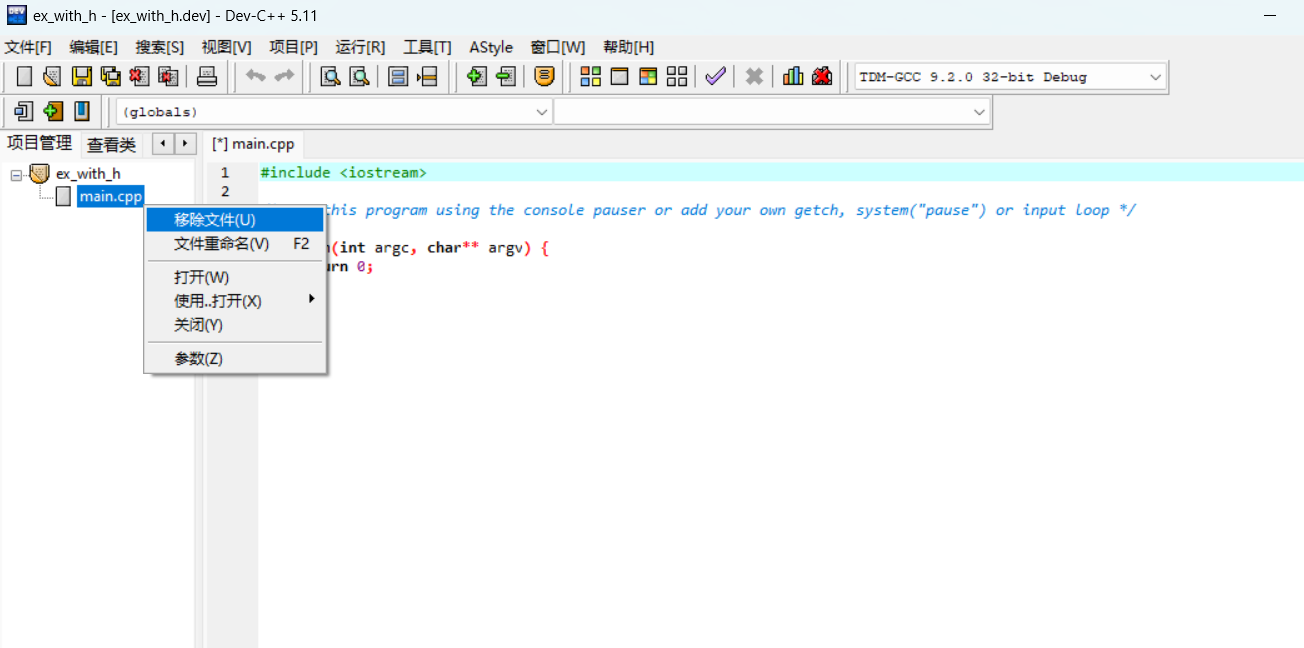 ex_with_h - [ex_with_h.dev] - Dev-C++ 5.11
文件[F] 编辑[E] 搜索[S] 视图[V] 项目[P] 运行[R] 工具[T] AStyle 窗口[W] 帮助[H]
TDM-GCC 9.2.0 32-bit Debug
(globals)
项目管理 查看类 [*] main.cpp
ex_with_h
main.cpp
1 #include <iostream>
2
this program using the console pauser or add your own getch, system("pause") or input loop */
(int argc, char** argv) {
urn 0;
移除文件(U)
文件重命名(V) F2
打开(W)
使用..打开(X)
关闭(Y)
参数(Z)